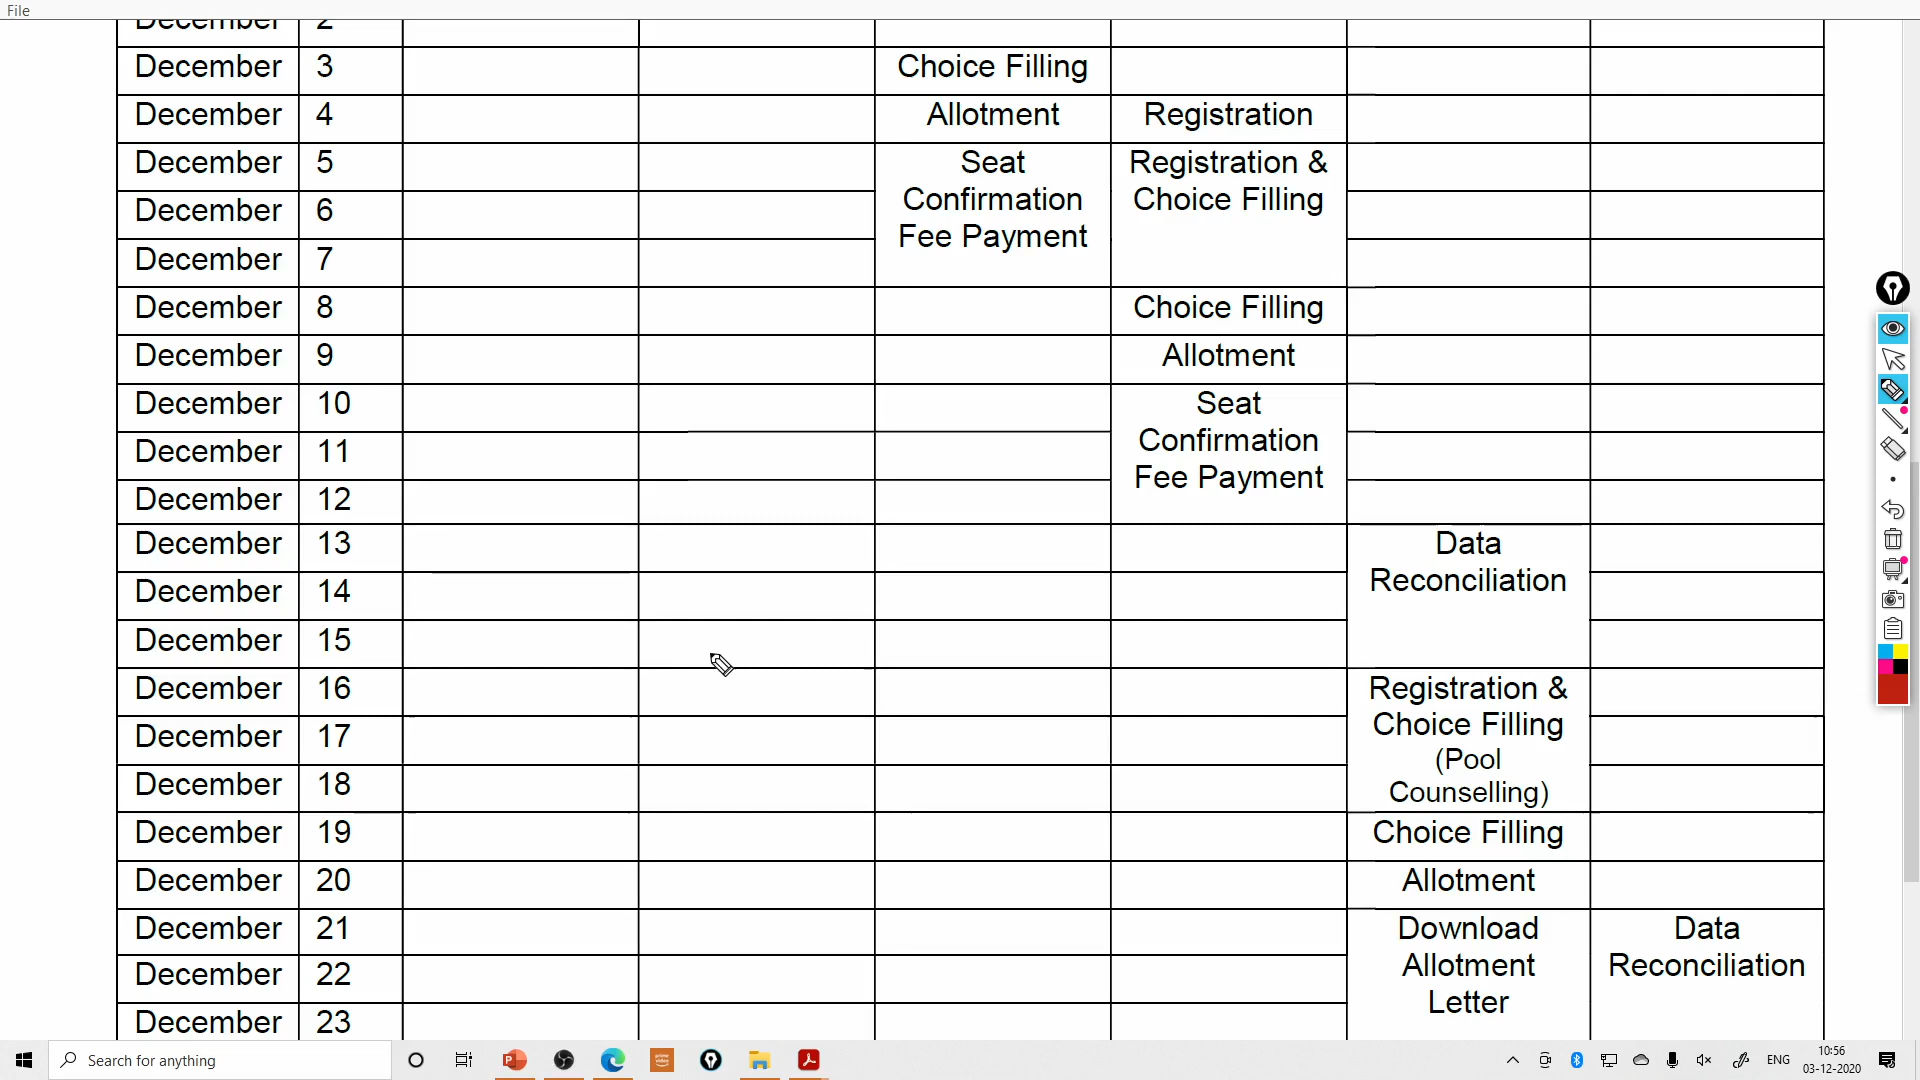 File
December 2
December 3 Choice Filling
December 4 Allotment Registration
December 5 Seat Registration &
Confirmation Choice Filling
December 6
Fee Payment
December 7
December 8 Choice Filling
December 9 Allotment
December 10 Seat
Confirmation
December 11
Fee Payment
December 12
December 13 Data
Reconciliation
December 14
December 15
December 16 Registration &
Choice Filling
December 17
(Pool
December 18 Counselling)
December 19 Choice Filling
December 20 Allotment
December 21 Download Data
Allotment Reconciliation
December 22
Letter
December 23
Search for anything
prime video
ENG
10:56
03-12-2020